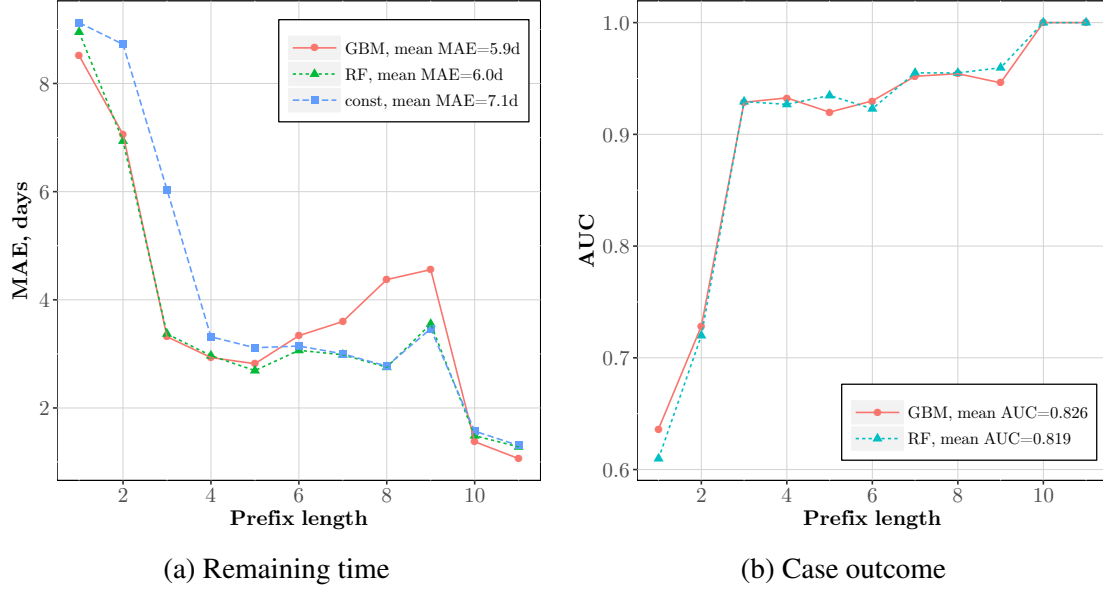 8
6
4
2
MAE, days
GBM, mean MAE=5.9d
RF, mean MAE=6.0d
const, mean MAE=7.1d
2 4 6 8 10
Prefix length
(a) Remaining time
1.0
0.9
0.8
0.7
0.6
AUC
GBM, mean AUC=0.826
RF, mean AUC=0.819
2 4 6 8 10
Prefix length
(b) Case outcome